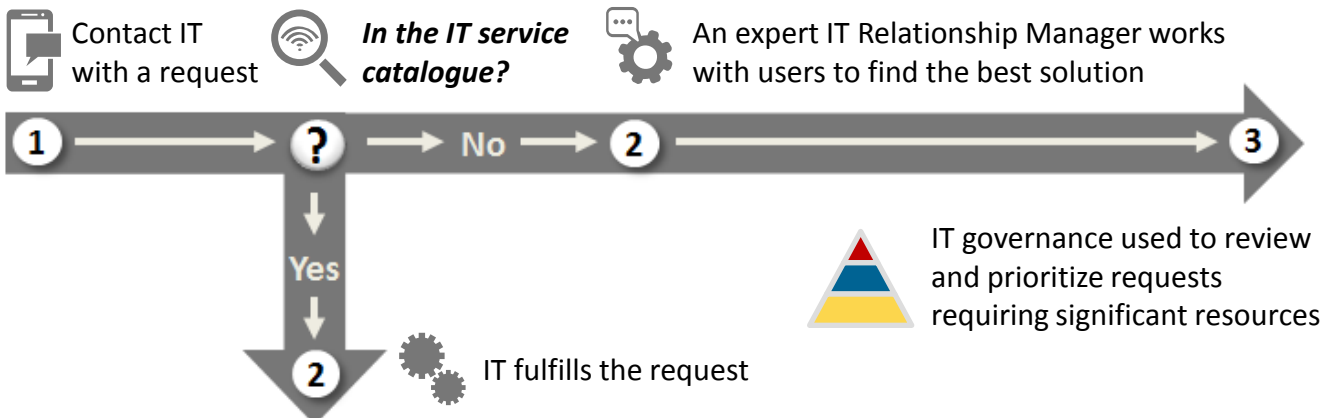 Contact IT
with a request
In the IT service
catalogue?
An expert IT Relationship Manager works
with users to find the best solution
1
?
No
2
3
Yes
IT governance used to review
and prioritize requests
requiring significant resources
2
IT fulfills the request